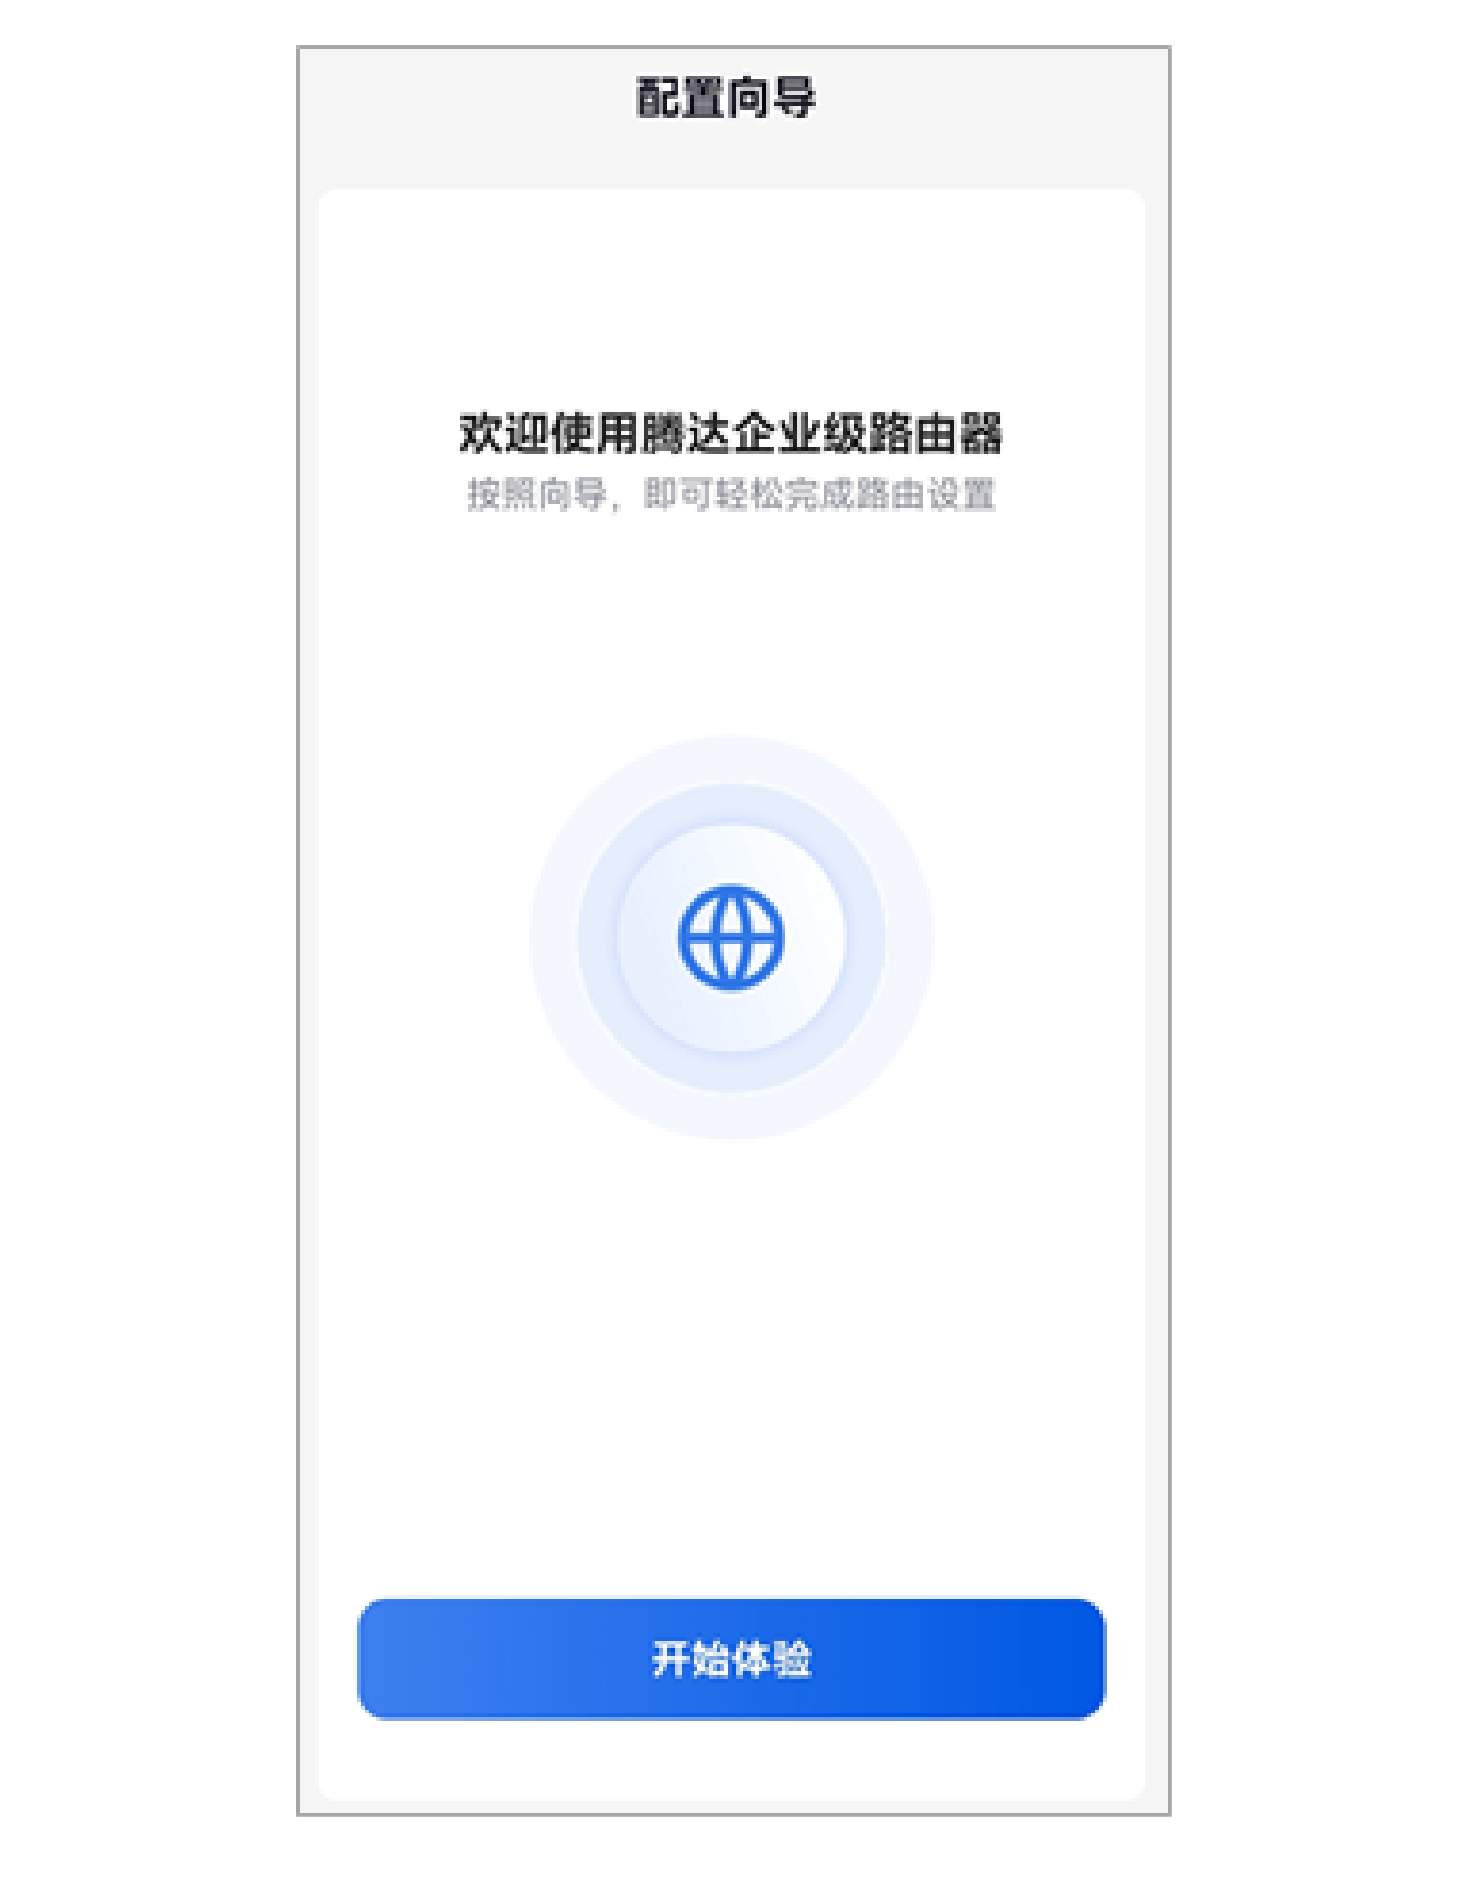 配置向导
欢迎使用腾达企业级路由器
按照向导，即可轻松完成路由设置
开始体验